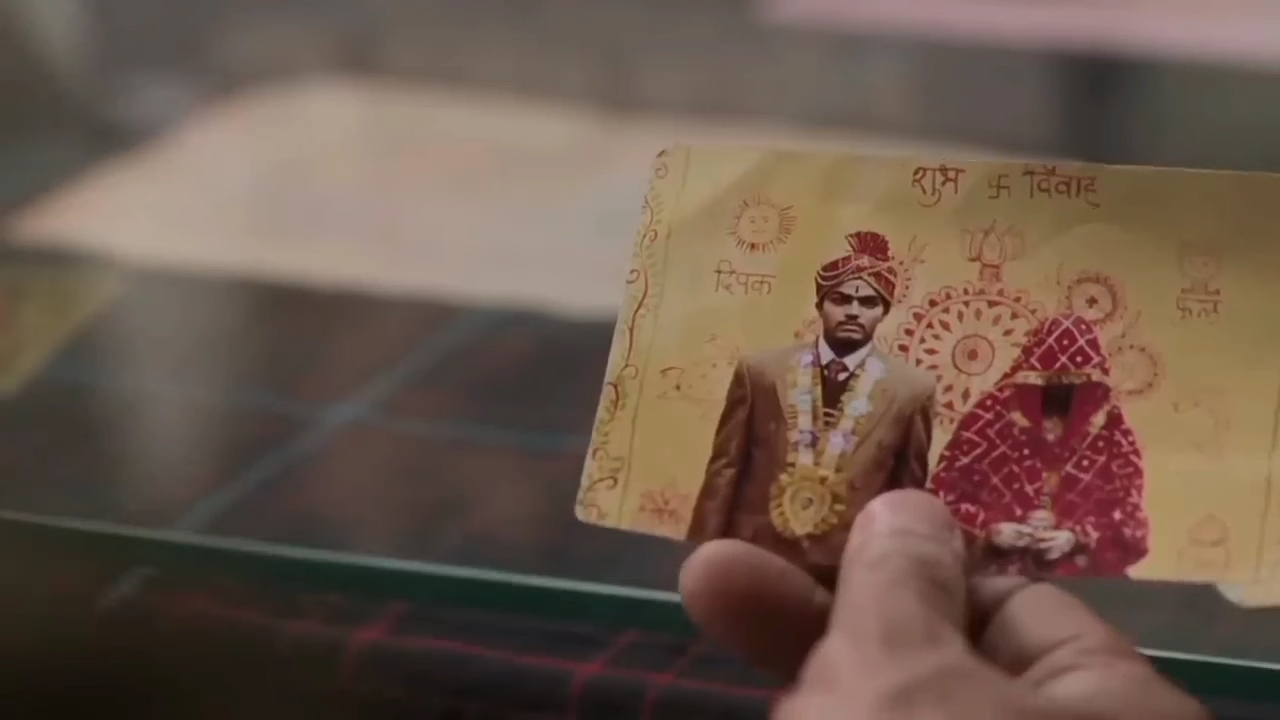 शुभ 卐 विवाह
दिपक
फूल